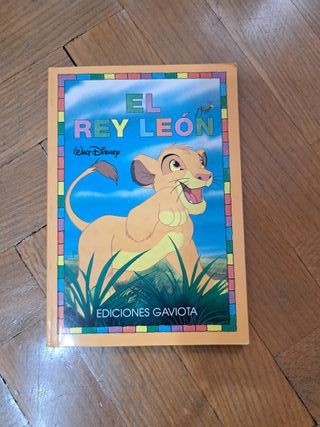 EL
REY LEÓN
WALT DISNEY
EDICIONES GAVIOTA